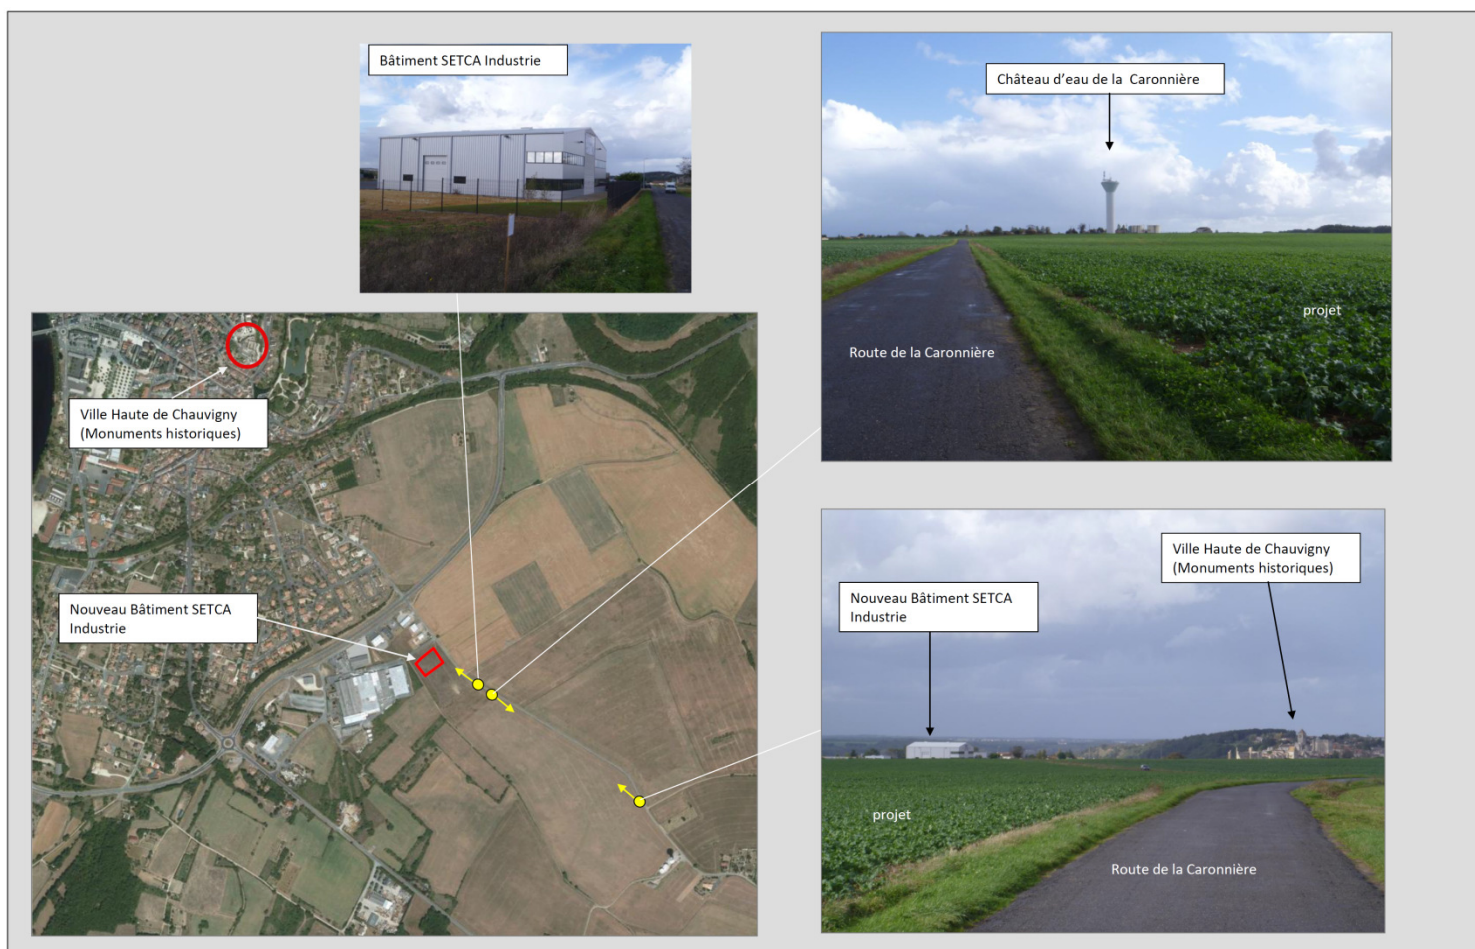 Bâtiment SETCA Industrie
Château d’eau de la Caronnière
projet
Route de la Caronnière
Ville Haute de Chauvigny
(Monuments historiques)
Nouveau Bâtiment SETCA
Industrie
Ville Haute de Chauvigny
(Monuments historiques)
Nouveau Bâtiment SETCA
Industrie
projet
Route de la Caronnière